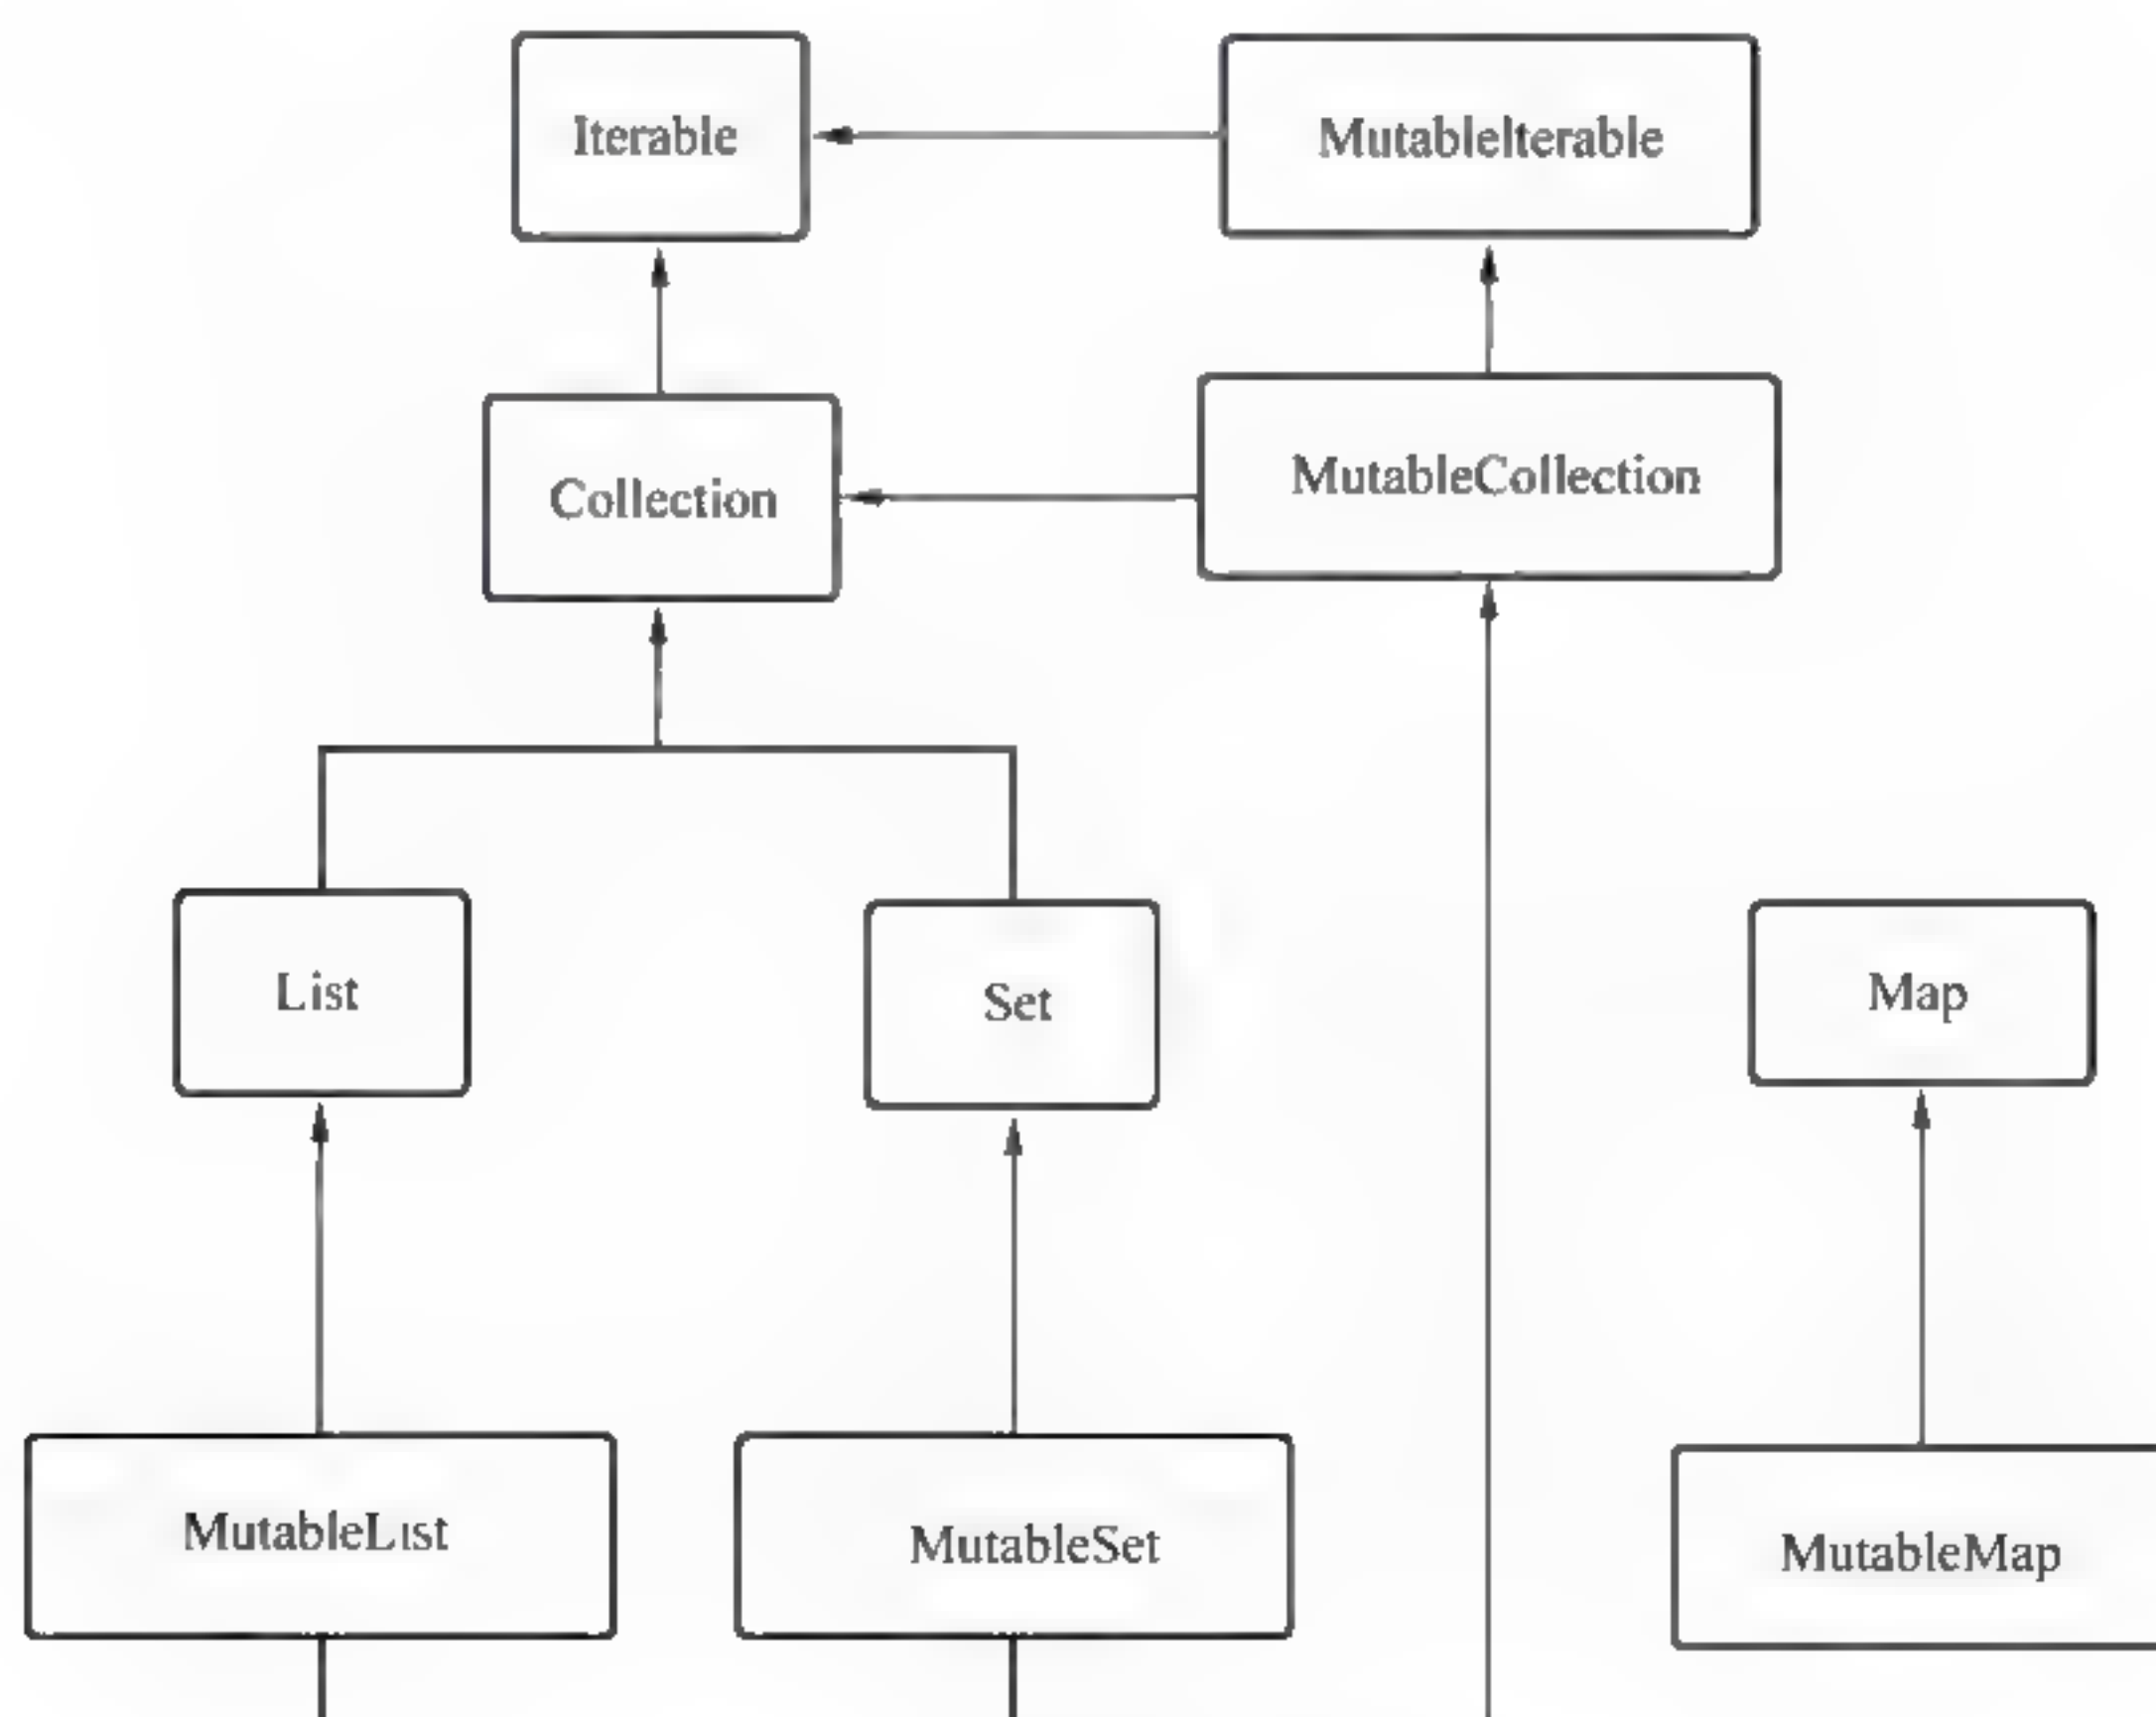 Iterable
MutableIterable
Collection
MutableCollection
List
Set
Map
MutableList
MutableSet
MutableMap